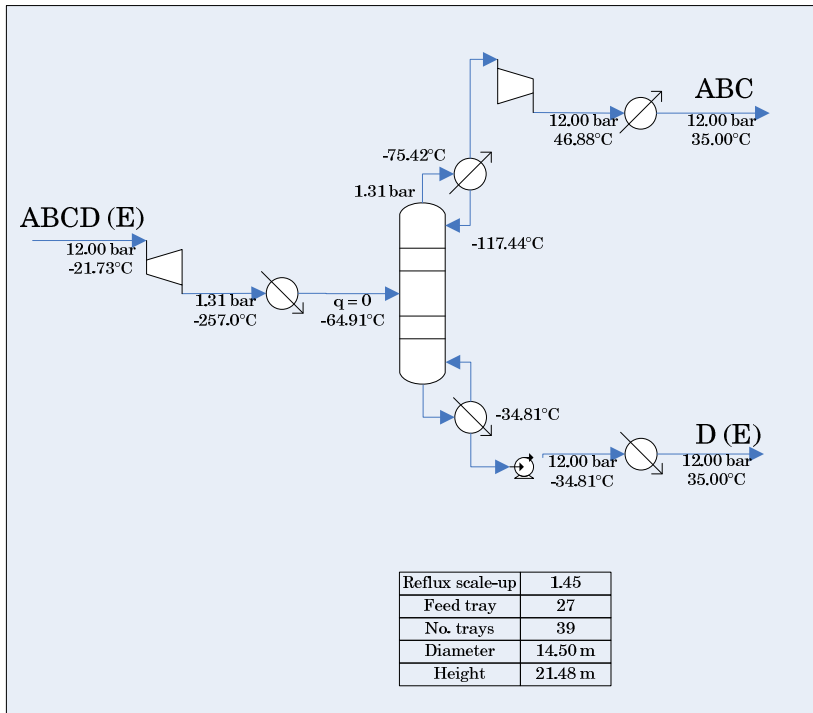 ABC
12.00 bar
46.88°C
12.00 bar
35.00°C
-75.42°C
1.31 bar
-117.44°C
ABCD (E)
12.00 bar
-21.73°C
1.31 bar
-257.0°C
q = 0
-64.91°C
-34.81°C
D (E)
12.00 bar
-34.81°C
12.00 bar
35.00°C
Reflux scale-up 1.45
Feed tray 27
No. trays 39
Diameter 14.50 m
Height 21.48 m